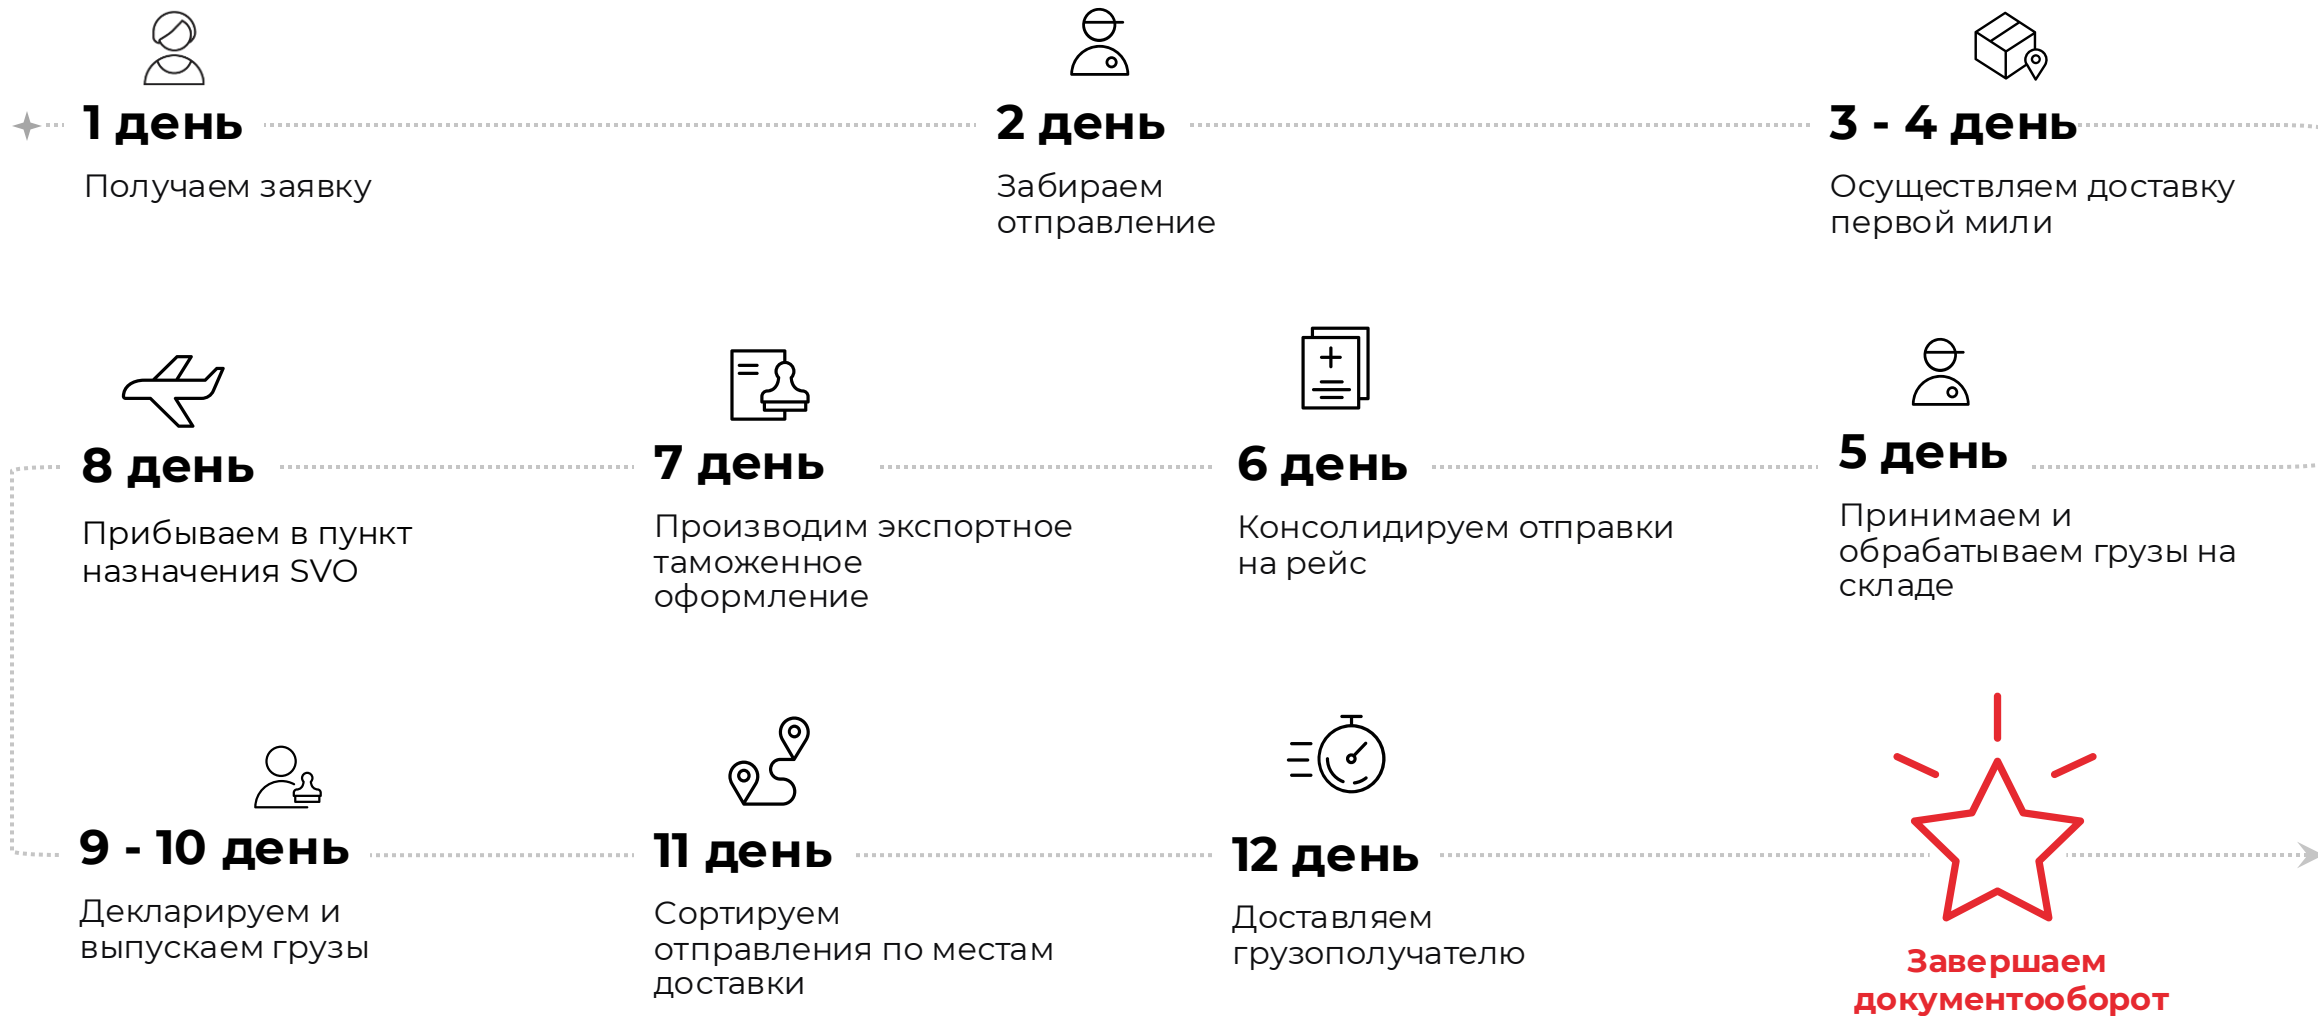 1 день
Получаем заявку
2 день
Забираем
отправление
3 - 4 день
Осуществляем доставку
первой мили
5 день
Принимаем и
обрабатываем грузы на
складе
6 день
Консолидируем отправки
на рейс
7 день
Производим экспортное
таможенное
оформление
8 день
Прибываем в пункт
назначения SVO
9 - 10 день
Декларируем и
выпускаем грузы
11 день
Сортируем
отправления по местам
доставки
12 день
Доставляем
грузополучателю
Завершаем
документооборот